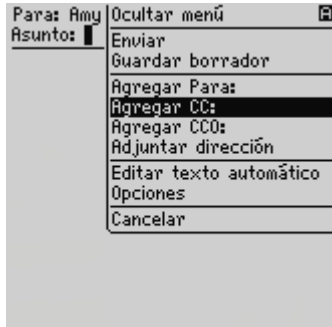 Para: Amy
Asunto:
Ocultar menú
Enviar
Guardar borrador
Agregar Para:
Agregar CC:
Agregar CCO:
Adjuntar dirección
Editar texto automático
Opciones
Cancelar